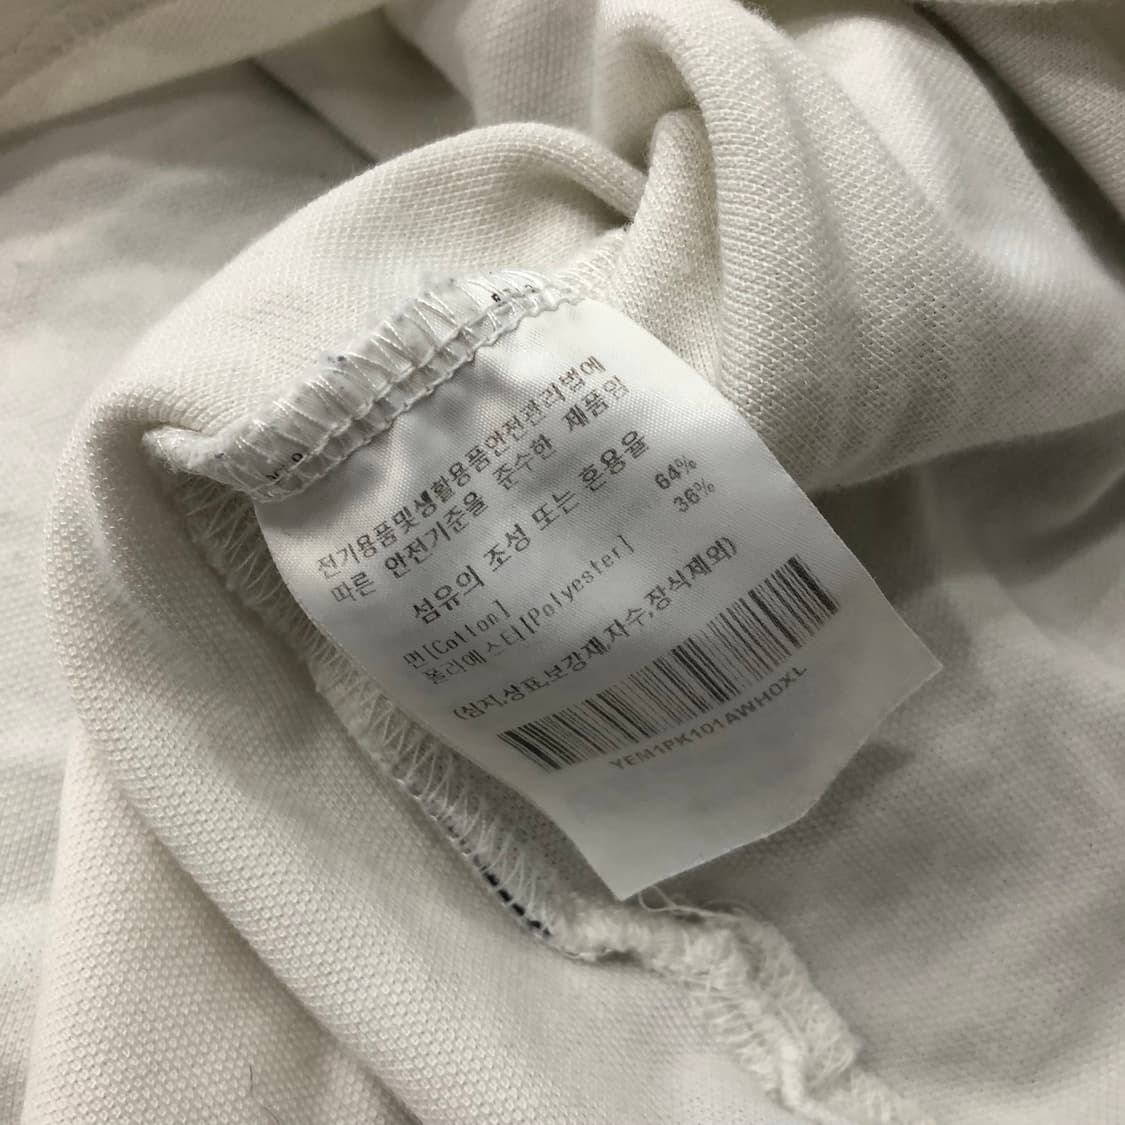 전기용품및생활용품안전관리법에
따른 안전기준을 준수한 제품임
섬유의 조성 또는 혼용율
면[Cotton] 64%
폴리에스터[Polyester] 36%
(심지,상표,보강재,자수,장식제외)
YEM1PK101AWH0XL